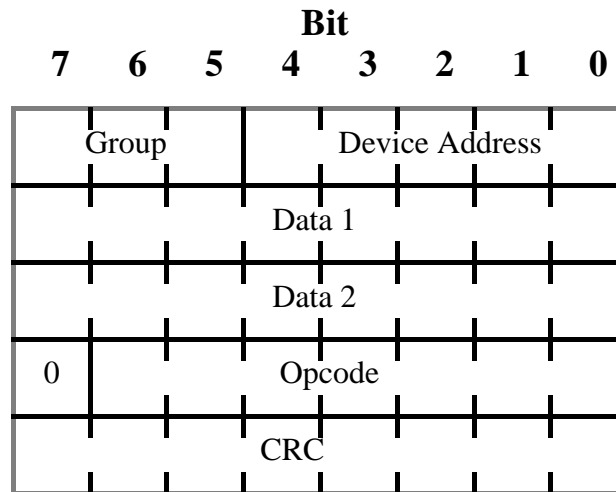 Bit
7 6 5 4 3 2 1 0
Group Device Address
Data 1
Data 2
0 Opcode
CRC